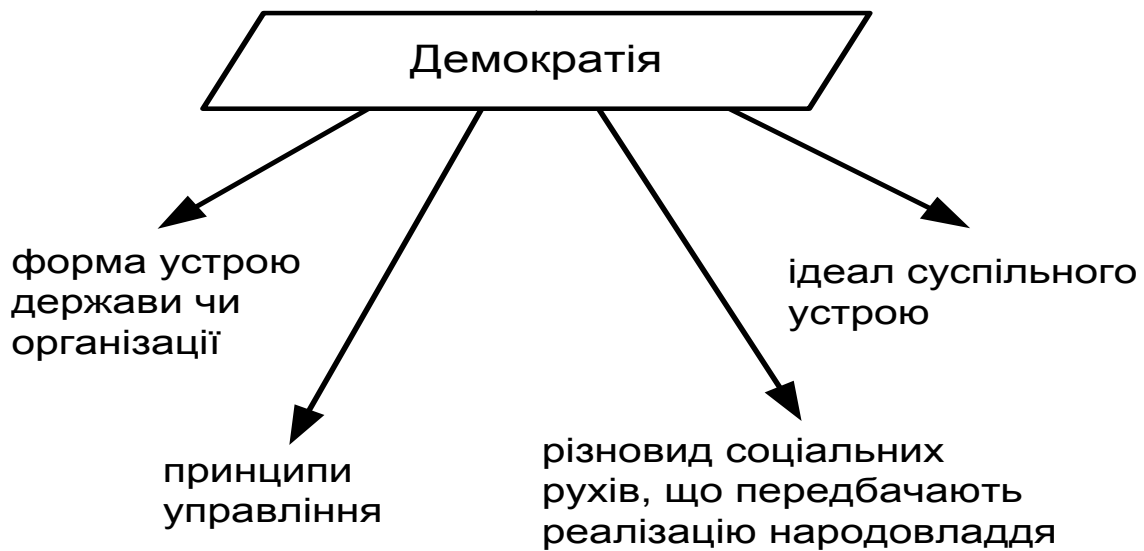 Демократія
форма устрою
держави чи
організації
принципи
управління
різновид соціальних
рухів, що передбачають
реалізацію народовладдя
ідеал суспільного
устрою